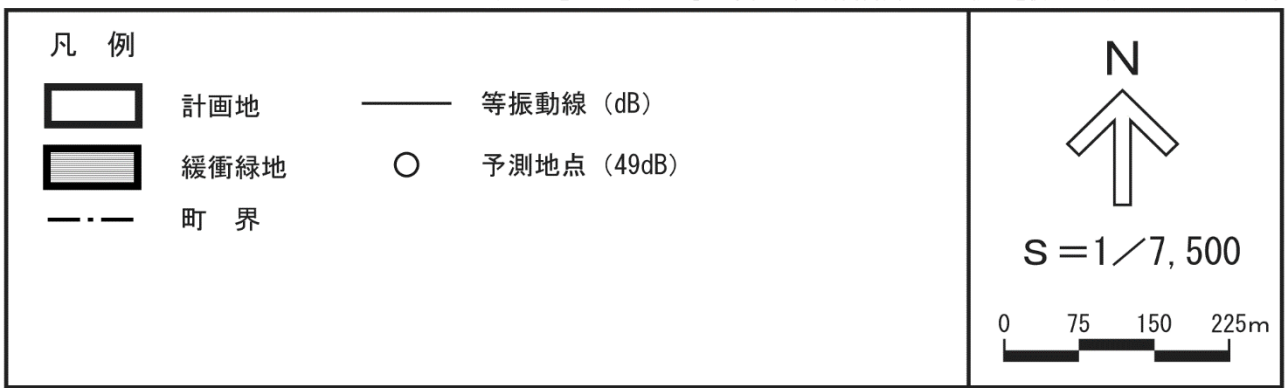 凡 例
計画地 等振動線（dB）
緩衝緑地 予測地点（49dB）
町 界
N
S＝1／7,500
0 75 150 225m